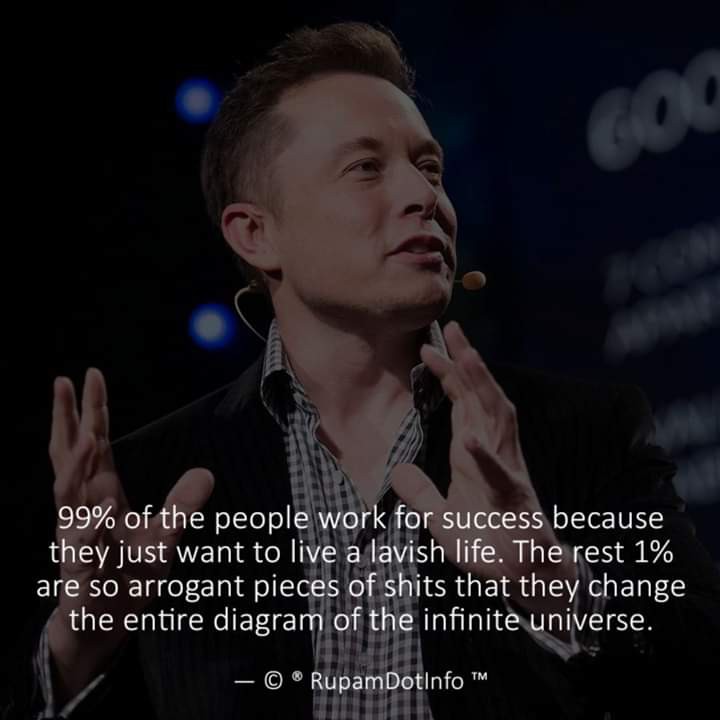 GOO
99% of the people work for success because
they just want to live a lavish life. The rest 1%
are so arrogant pieces of shits that they change
the entire diagram of the infinite universe.
— © ® RupamDotInfo ™